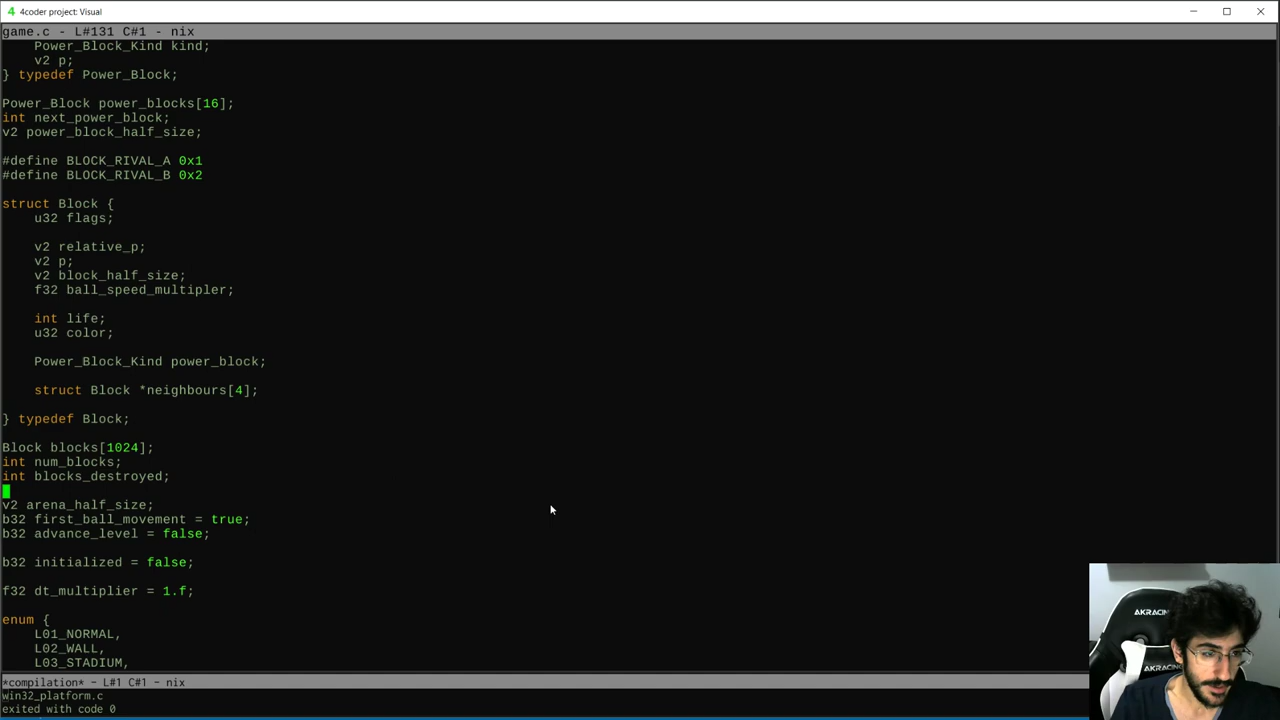 4 4coder project: Visual
game.c - L#131 C#1 - nix
Power_Block_Kind kind;
v2 p;
} typedef Power_Block;
Power_Block power_blocks[16];
int next_power_block;
v2 power_block_half_size;
#define BLOCK_RIVAL_A 0x1
#define BLOCK_RIVAL_B 0x2
struct Block {
u32 flags;
v2 relative_p;
v2 p;
v2 block_half_size;
f32 ball_speed_multipler;
int life;
u32 color;
Power_Block_Kind power_block;
struct Block *neighbours[4];
} typedef Block;
Block blocks[1024];
int num_blocks;
int blocks_destroyed;
v2 arena_half_size;
b32 first_ball_movement = true;
b32 advance_level = false;
b32 initialized = false;
f32 dt_multiplier = 1.f;
enum {
L01_NORMAL,
L02_WALL,
L03_STADIUM,
*compilation* - L#1 C#1 - nix
win32_platform.c
exited with code 0
AKRACING
AKRACING